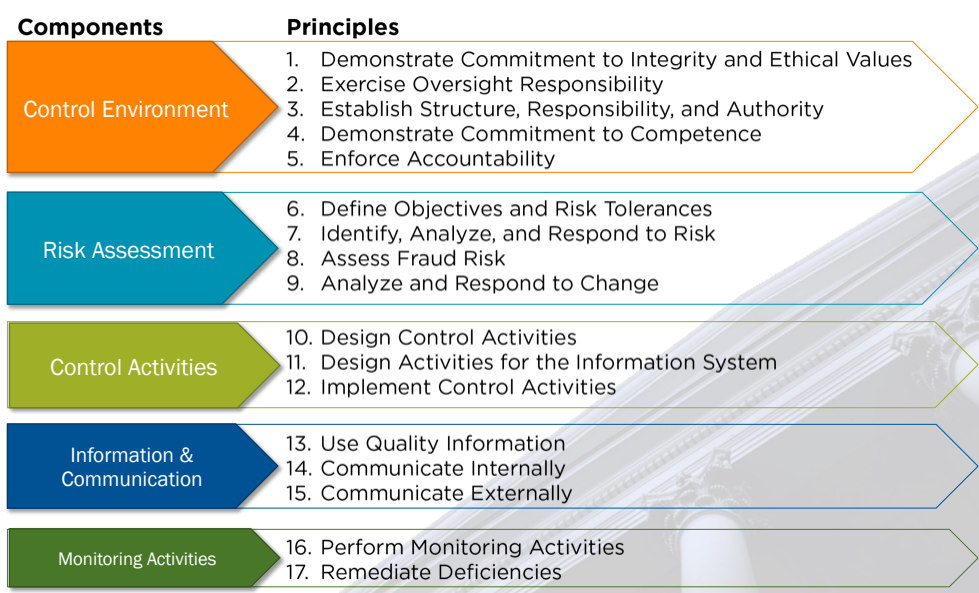 Components
Principles
Control Environment
1. Demonstrate Commitment to Integrity and Ethical Values
2. Exercise Oversight Responsibility
3. Establish Structure, Responsibility, and Authority
4. Demonstrate Commitment to Competence
5. Enforce Accountability
Risk Assessment
6. Define Objectives and Risk Tolerances
7. Identify, Analyze, and Respond to Risk
8. Assess Fraud Risk
9. Analyze and Respond to Change
Control Activities
10. Design Control Activities
11. Design Activities for the Information System
12. Implement Control Activities
Information &
Communication
13. Use Quality Information
14. Communicate Internally
15. Communicate Externally
Monitoring Activities
16. Perform Monitoring Activities
17. Remediate Deficiencies